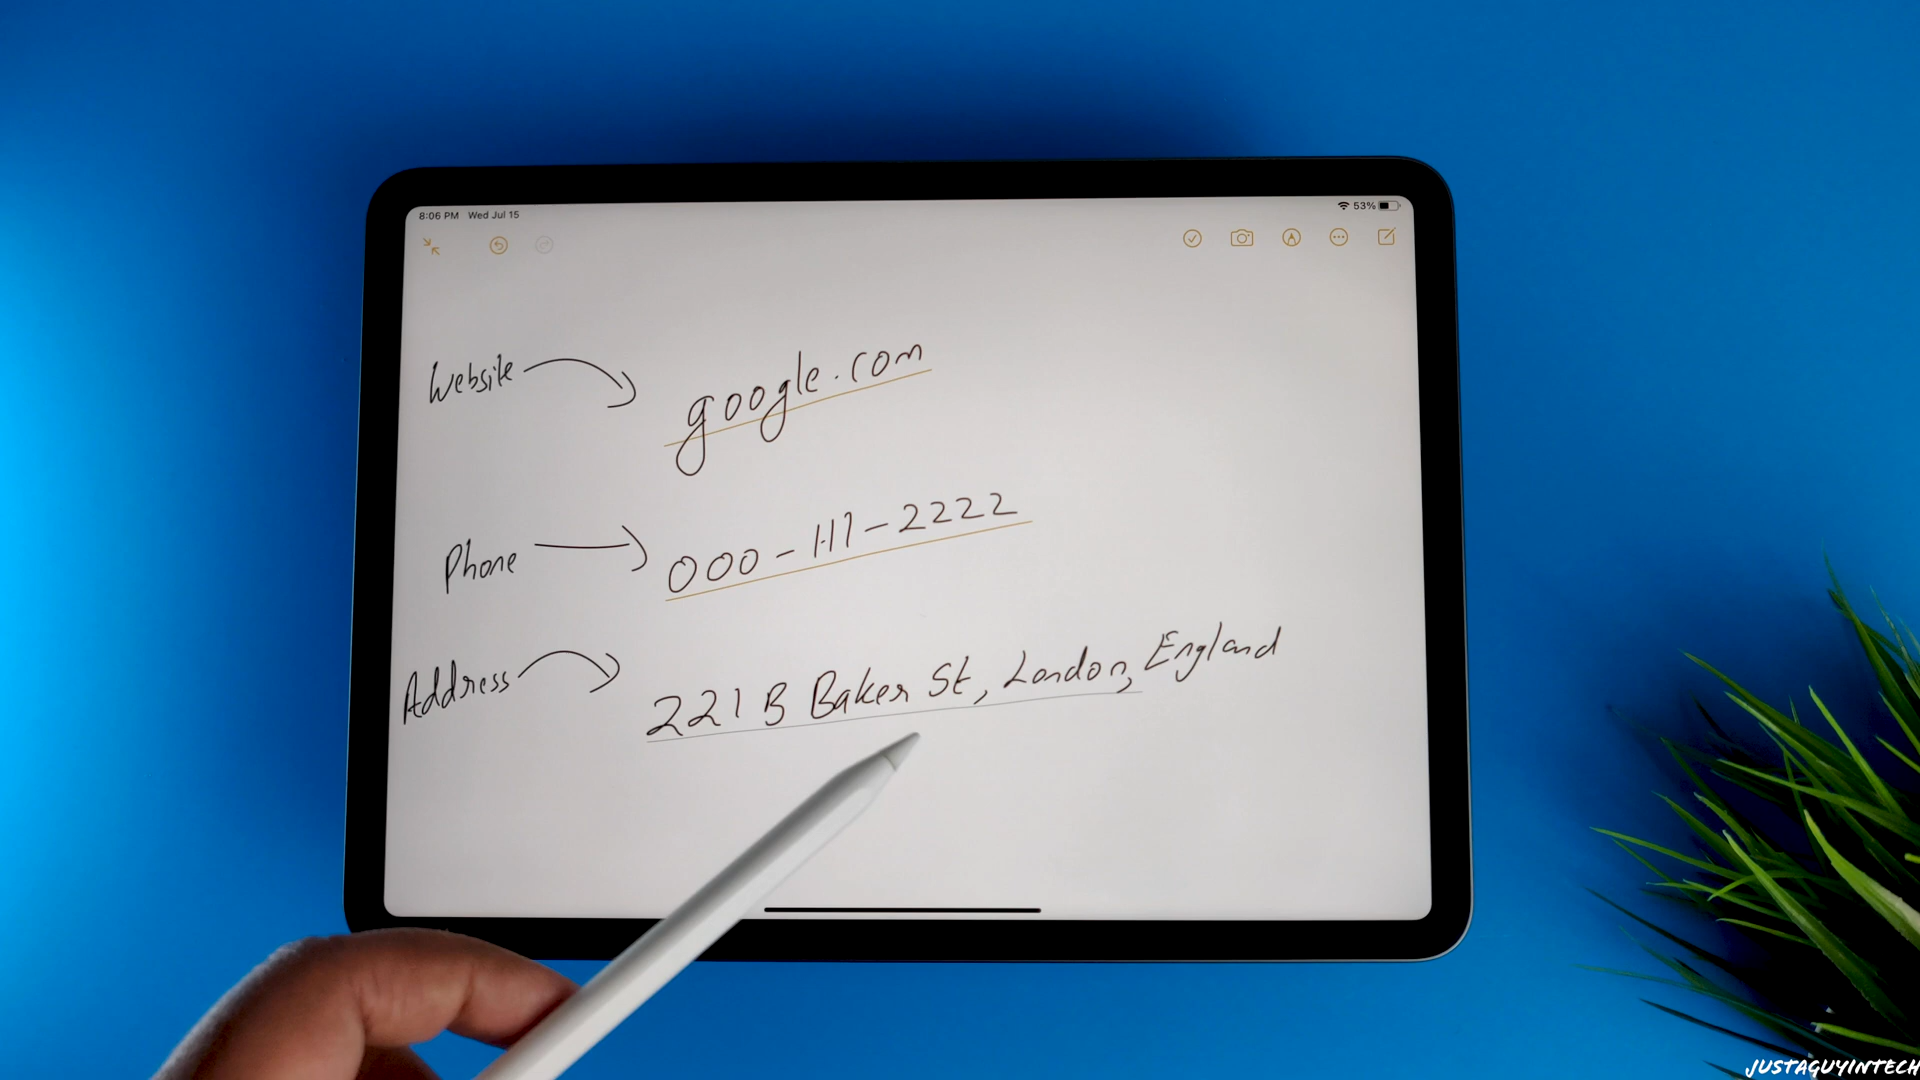 8:06 PM Wed Jul 15
53%
Website
google.com
Phone
000-111-2222
Address
221 B Baker St, London, England
JUSTAGUYINTECH